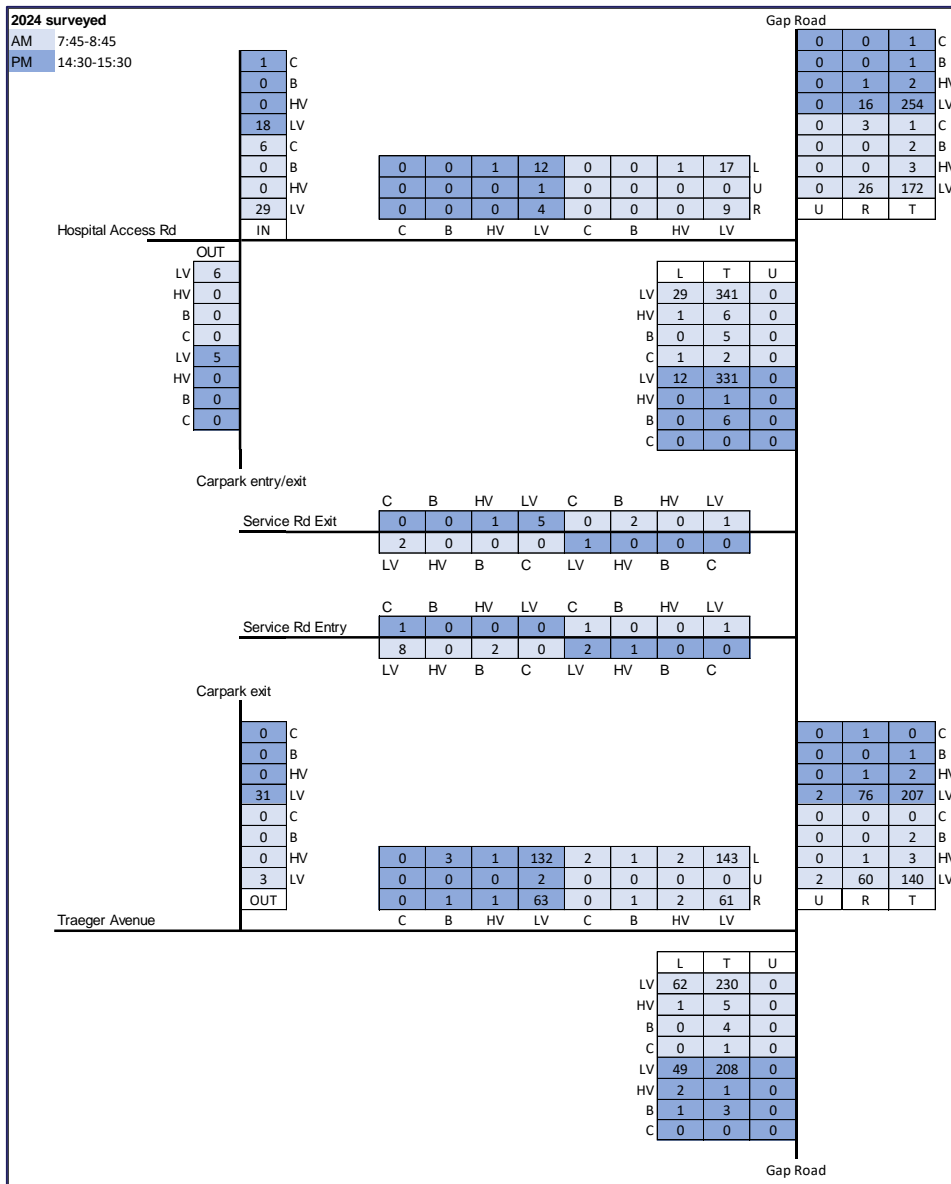 2024 surveyed
Gap Road
AM 7:45-8:45
PM 14:30-15:30
0 0 1 C
0 0 1 B
0 1 2 HV
0 16 254 LV
0 3 1 C
0 0 2 B
0 0 3 HV
0 26 172 LV
U R T
1 C
0 B
0 HV
18 LV
6 C
0 B
0 HV
29 LV
IN
0 0 1 12 0 0 1 17 L
0 0 0 1 0 0 0 0 U
0 0 0 4 0 0 0 9 R
C B HV LV C B HV LV
Hospital Access Rd
OUT
LV 6
HV 0
B 0
C 0
LV 5
HV 0
B 0
C 0
L T U
LV 29 341 0
HV 1 6 0
B 0 5 0
C 1 2 0
LV 12 331 0
HV 0 1 0
B 0 6 0
C 0 0 0
Carpark entry/exit
C B HV LV C B HV LV
Service Rd Exit 0 0 1 5 0 2 0 1
2 0 0 0 1 0 0 0
LV HV B C LV HV B C
C B HV LV C B HV LV
Service Rd Entry 1 0 0 0 1 0 0 1
8 0 2 0 2 1 0 0
LV HV B C LV HV B C
Carpark exit
0 C
0 B
0 HV
31 LV
0 C
0 B
0 HV
3 LV
OUT
0 1 0 C
0 0 1 B
0 1 2 HV
2 76 207 LV
0 0 0 C
0 0 2 B
0 1 3 HV
2 60 140 LV
U R T
0 3 1 132 2 1 2 143 L
0 0 0 2 0 0 0 0 U
0 1 1 63 0 1 2 61 R
C B HV LV C B HV LV
Traeger Avenue
L T U
LV 62 230 0
HV 1 5 0
B 0 4 0
C 0 1 0
LV 49 208 0
HV 2 1 0
B 1 3 0
C 0 0 0
Gap Road